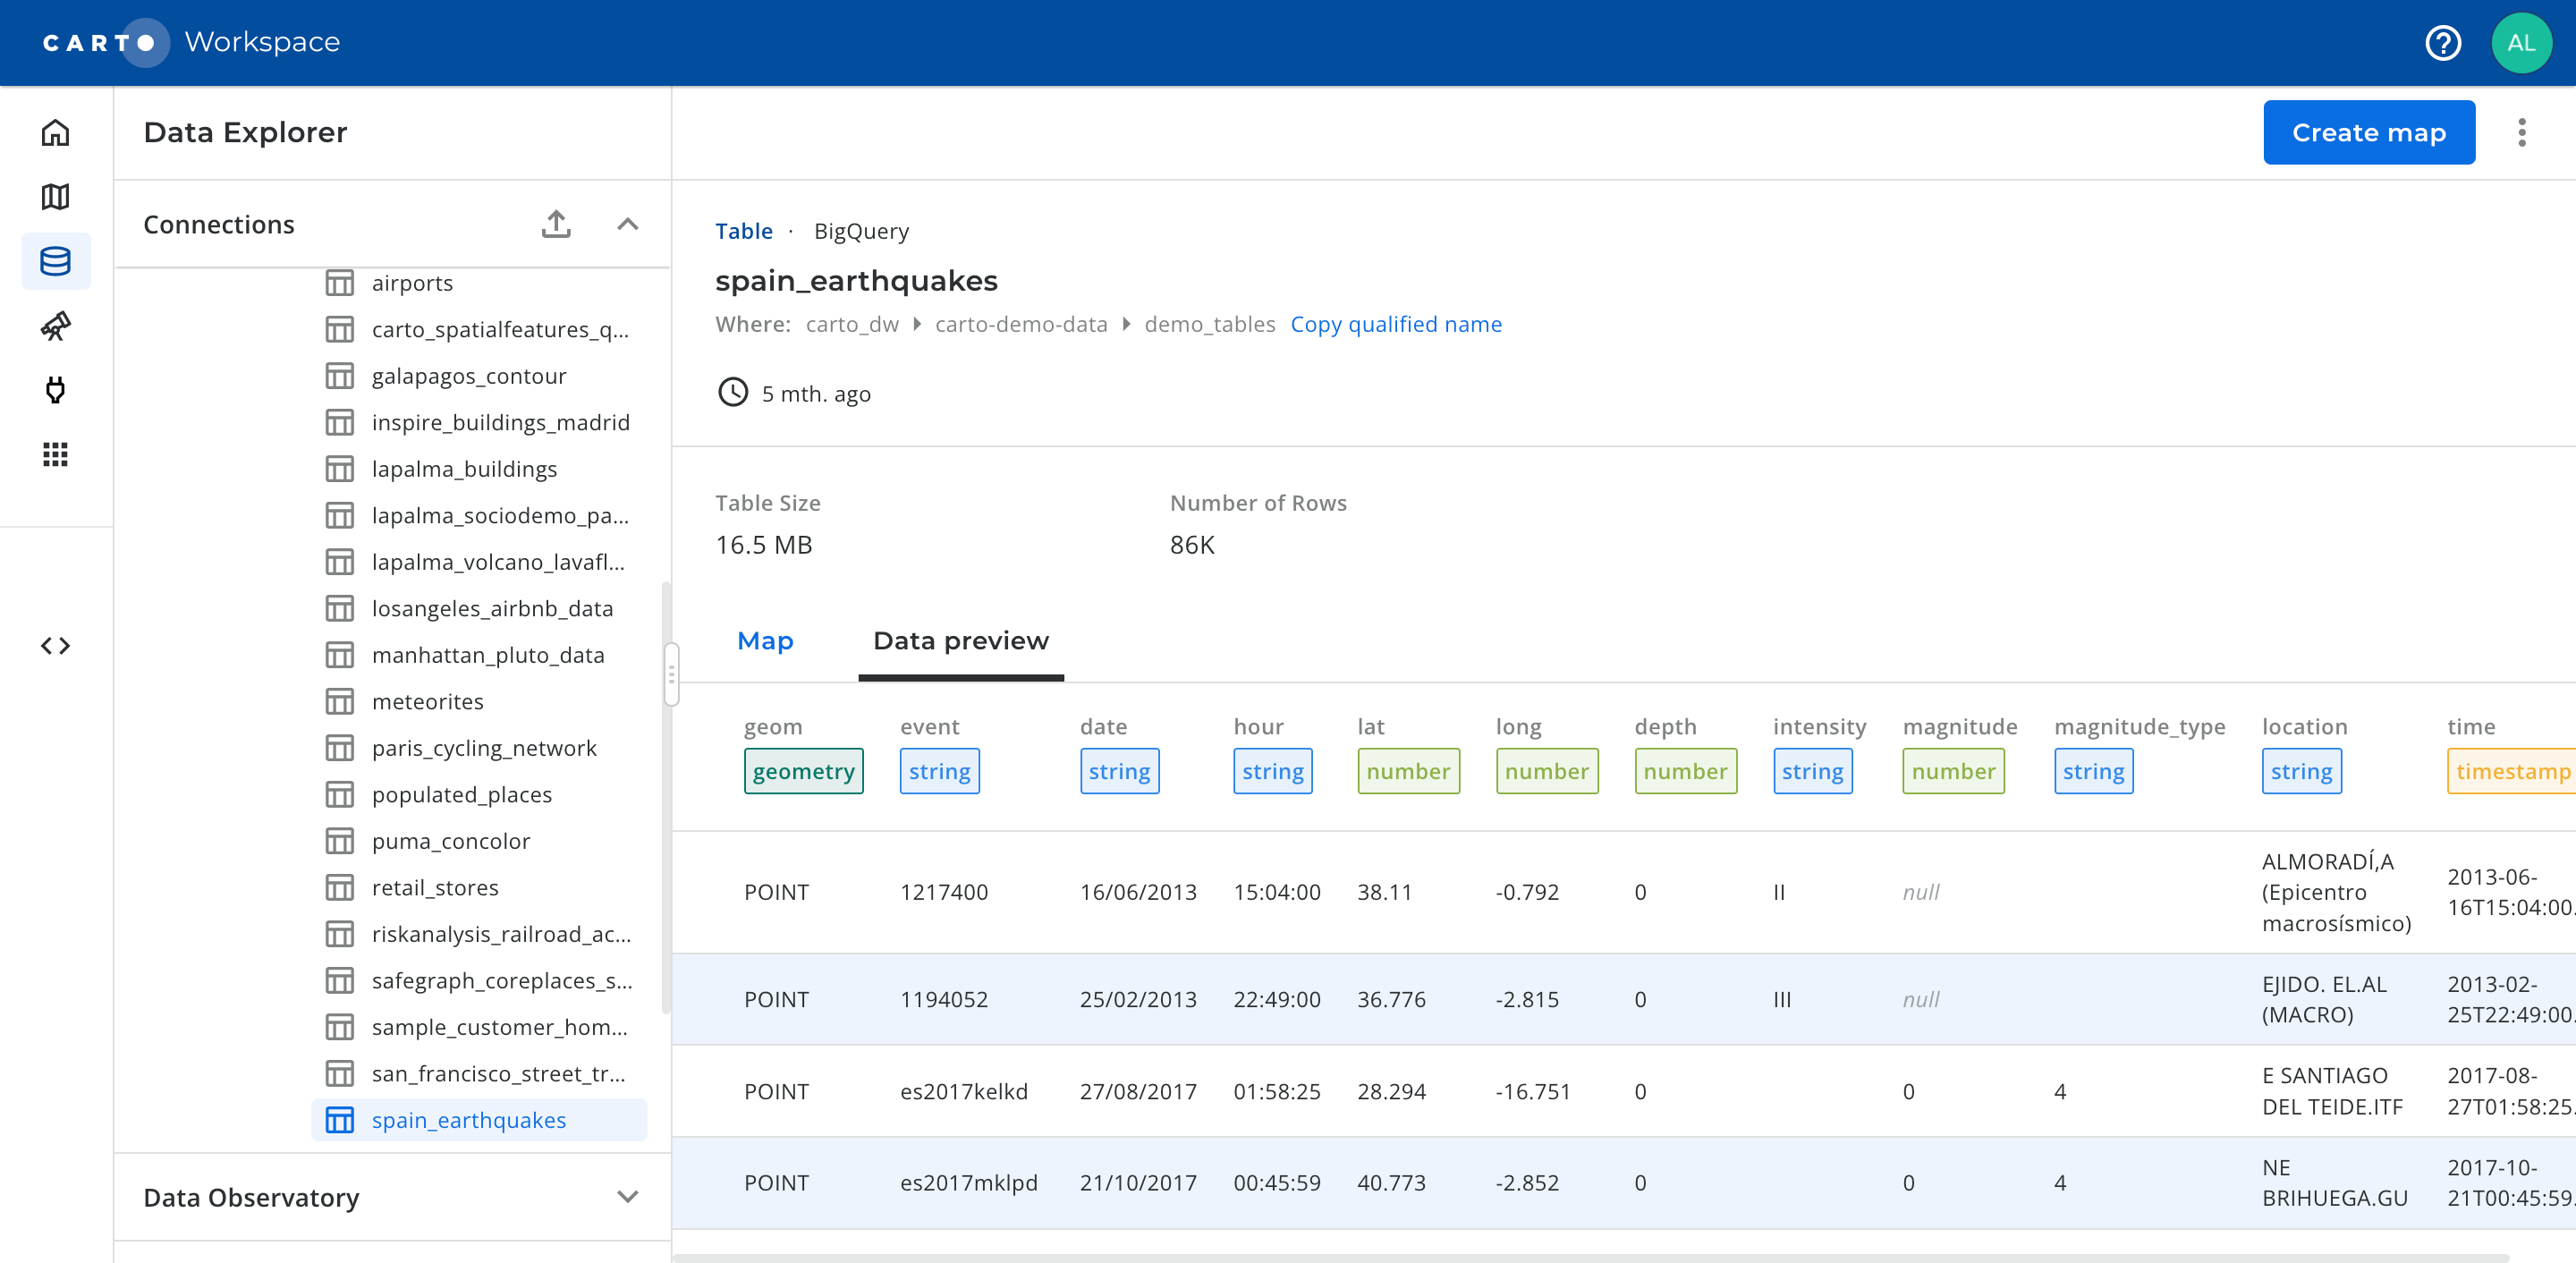 CARTO Workspace
AL
Data Explorer
Create map
Connections
airports
carto_spatialfeatures_q...
galapagos_contour
inspire_buildings_madrid
lapalma_buildings
lapalma_sociodemo_pa...
lapalma_volcano_lavafl...
losangeles_airbnb_data
manhattan_pluto_data
meteorites
paris_cycling_network
populated_places
puma_concolor
retail_stores
riskanalysis_railroad_ac...
safegraph_coreplaces_s...
sample_customer_hom...
san_francisco_street_tr...
spain_earthquakes
Data Observatory
Table · BigQuery
spain_earthquakes
Where: carto_dw carto-demo-data demo_tables Copy qualified name
5 mth. ago
Table Size Number of Rows
16.5 MB 86K
Map Data preview
geom event date hour lat long depth intensity magnitude magnitude_type location time
geometry string string string number number number string number string string timestamp
ALMORADÍ,A
POINT 1217400 16/06/2013 15:04:00 38.11 -0.792 0 II null (Epicentro 2013-06-
macrosísmico) 16T15:04:00.
POINT 1194052 25/02/2013 22:49:00 36.776 -2.815 0 III null EJIDO. EL.AL 2013-02-
(MACRO) 25T22:49:00.
POINT es2017kelkd 27/08/2017 01:58:25 28.294 -16.751 0 0 4 E SANTIAGO 2017-08-
DEL TEIDE.ITF 27T01:58:25.
POINT es2017mklpd 21/10/2017 00:45:59 40.773 -2.852 0 0 4 NE 2017-10-
BRIHUEGA.GU 21T00:45:59.